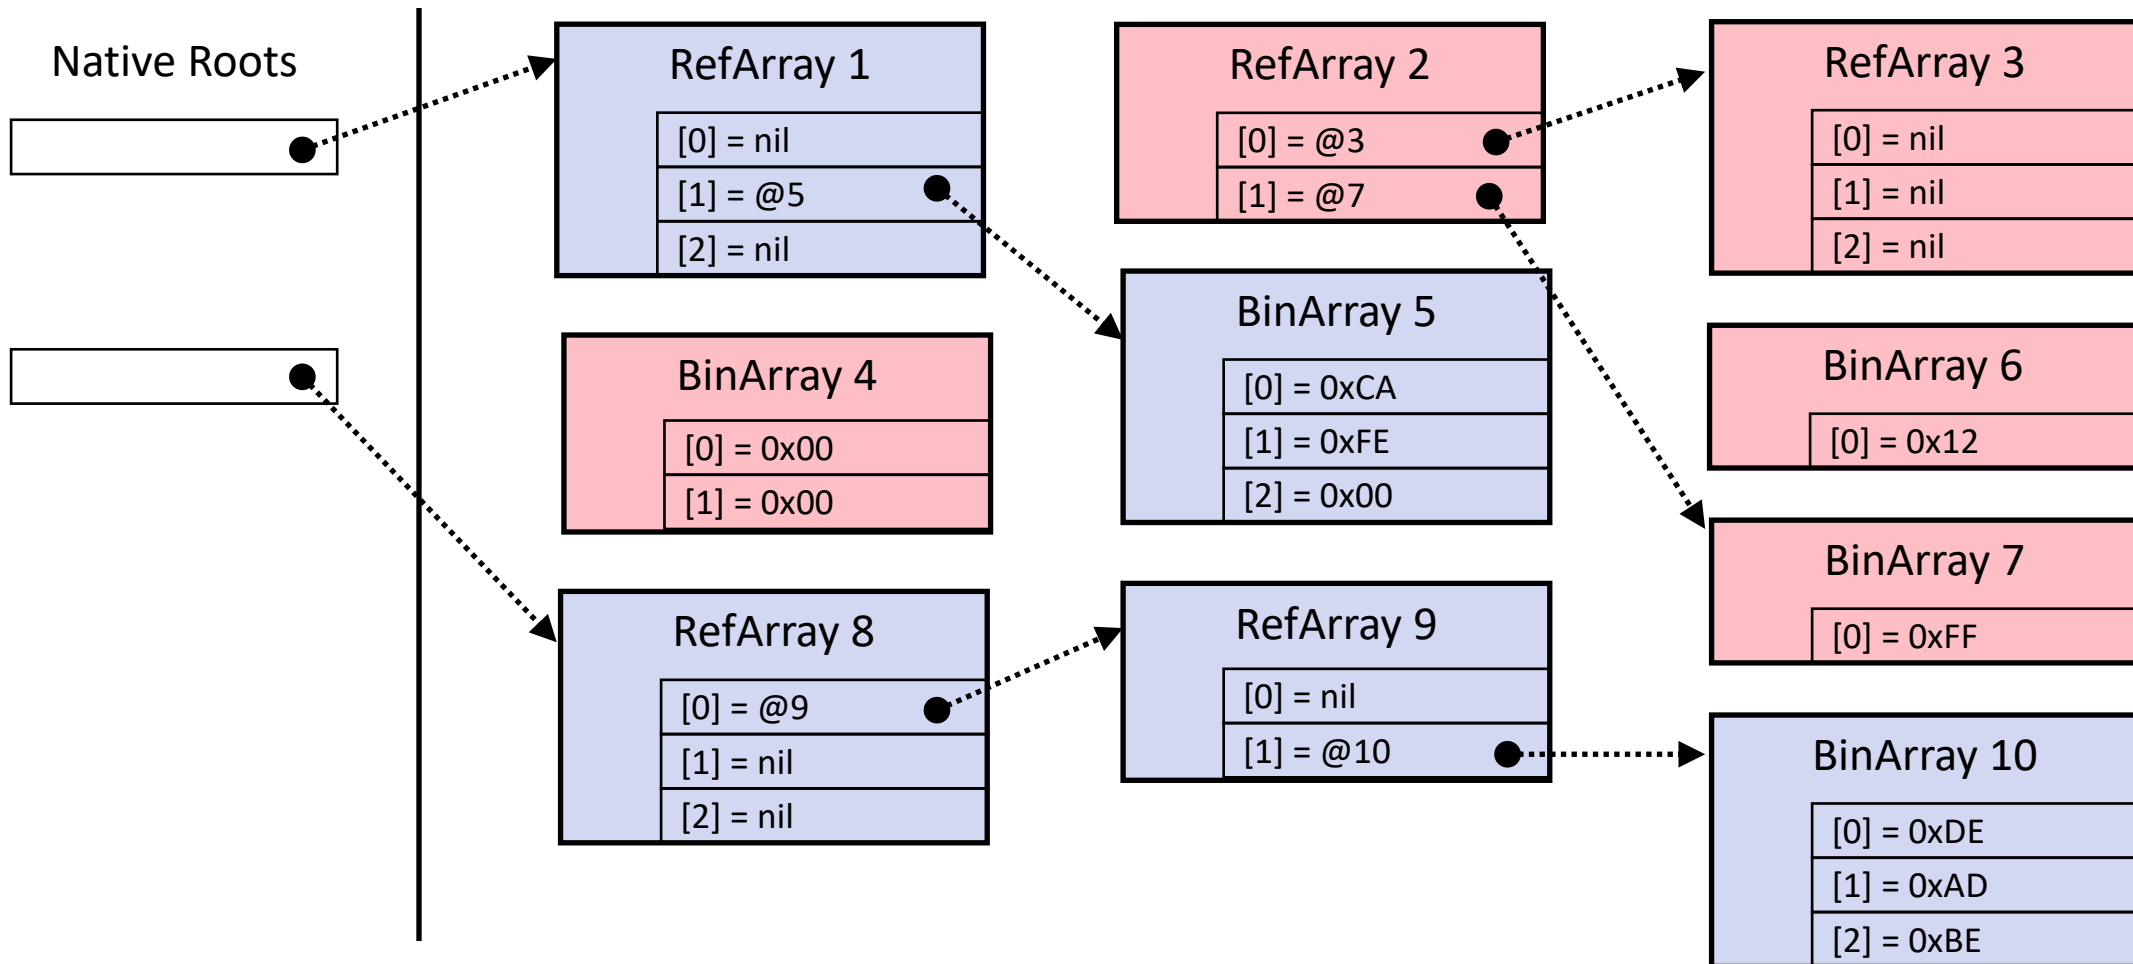 Native Roots
RefArray 1
[0] = nil
[1] = @5
[2] = nil
RefArray 2
[0] = @3
[1] = @7
RefArray 3
[0] = nil
[1] = nil
[2] = nil
BinArray 4
[0] = 0x00
[1] = 0x00
BinArray 5
[0] = 0xCA
[1] = 0xFE
[2] = 0x00
BinArray 6
[0] = 0x12
BinArray 7
[0] = 0xFF
RefArray 8
[0] = @9
[1] = nil
[2] = nil
RefArray 9
[0] = nil
[1] = @10
BinArray 10
[0] = 0xDE
[1] = 0xAD
[2] = 0xBE